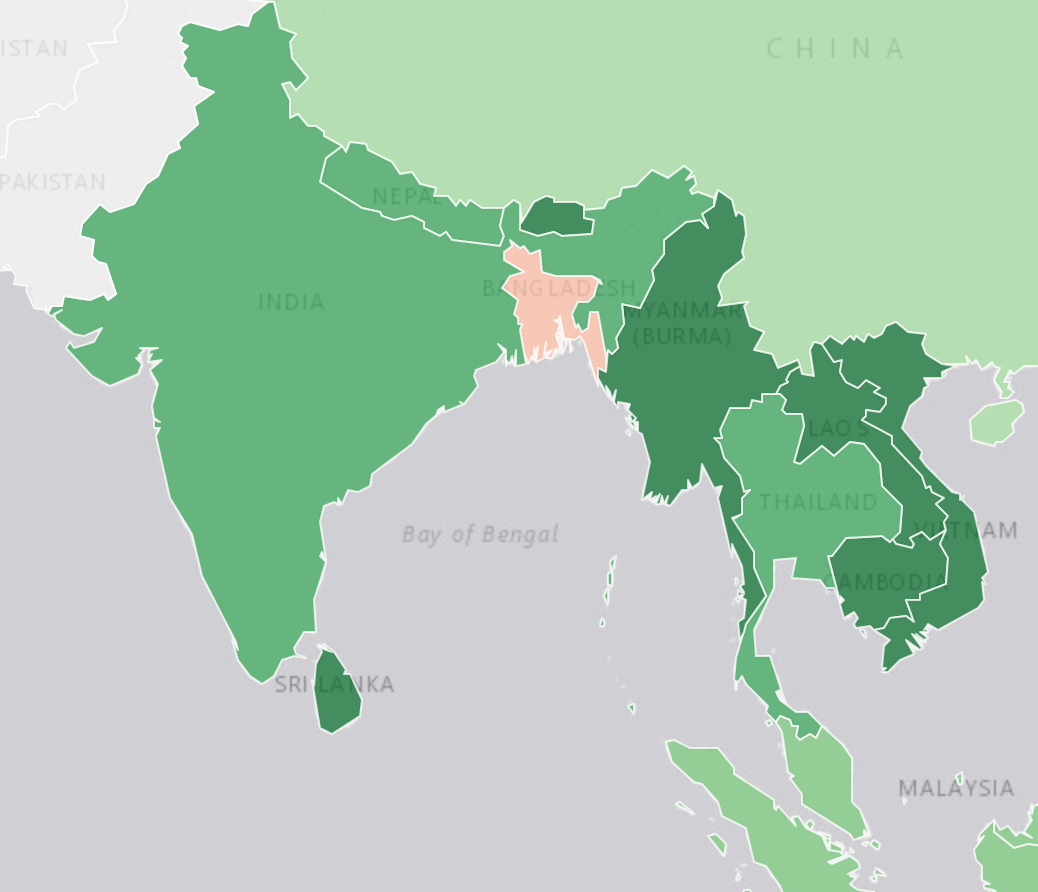 ISTAN
CHINA
PAKISTAN
NEPAL
BANGLADESH
INDIA
MYANMAR
(BURMA)
LAOS
THAILAND
VIETNAM
Bay of Bengal
CAMBODIA
SRI LANKA
MALAYSIA